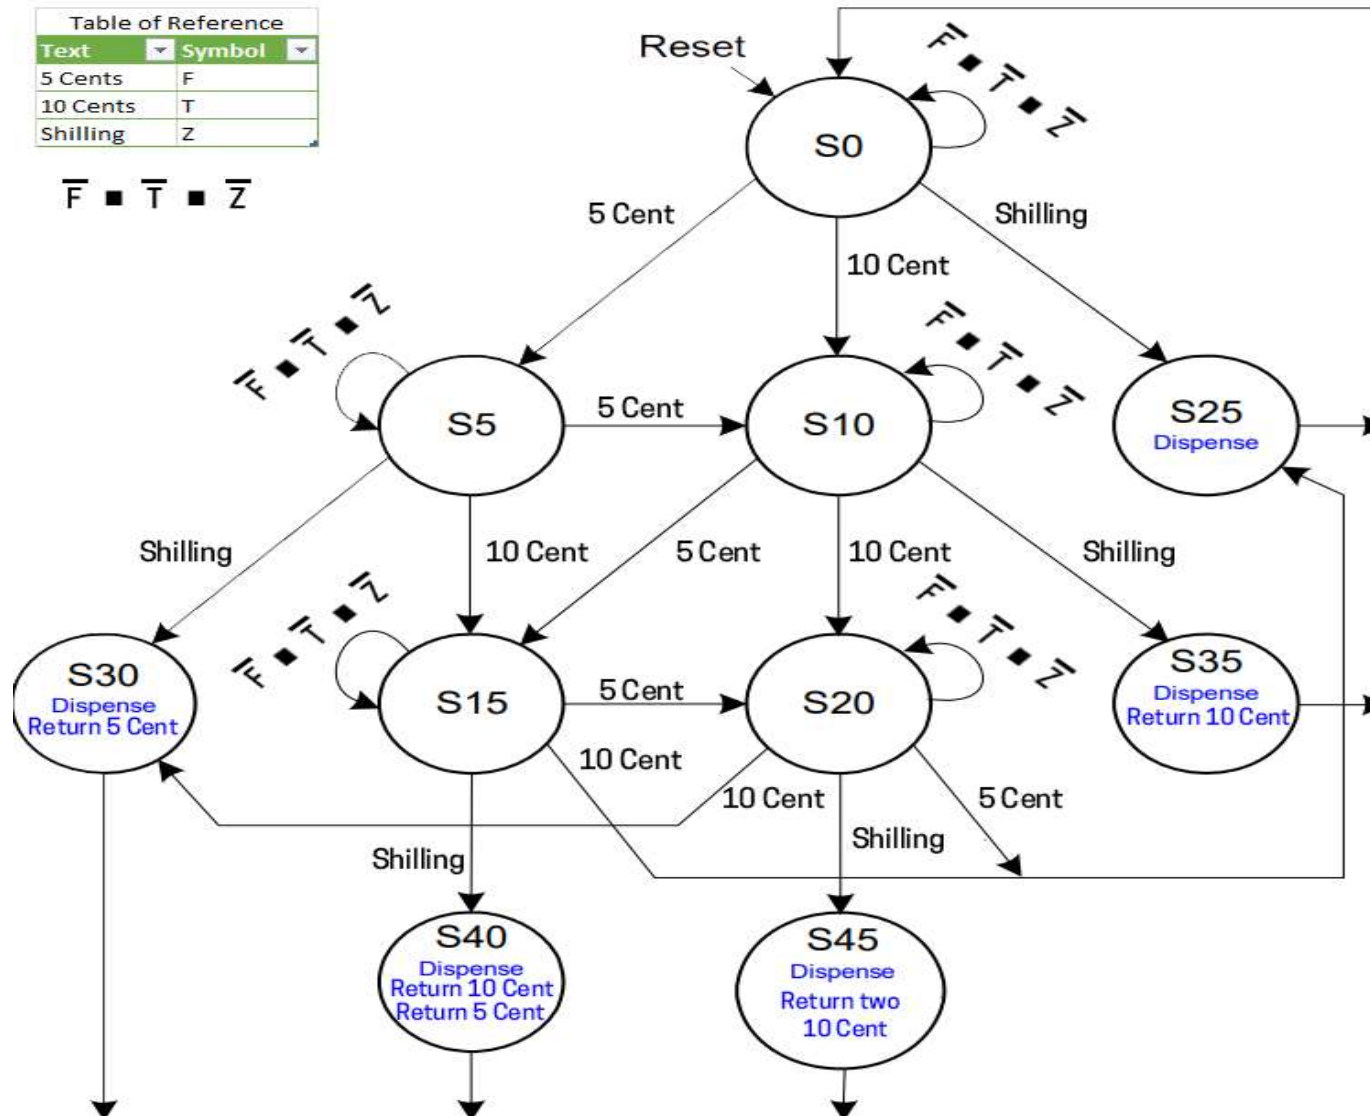 Table of Reference
Text Symbol
5 Cents F
10 Cents T
Shilling Z
F̅ ■ T̅ ■ Z̅
Reset
F̅ ■ T̅ ■ Z̅
S0
5 Cent
Shilling
10 Cent
F̅ ■ T̅ ■ Z̅
F̅ ■ T̅ ■ Z̅
S5
5 Cent
S10
S25
Dispense
Shilling
10 Cent
5 Cent
10 Cent
Shilling
F̅ ■ T̅ ■ Z̅
F̅ ■ T̅ ■ Z̅
S30
Dispense
Return 5 Cent
S15
5 Cent
S20
S35
Dispense
Return 10 Cent
10 Cent
10 Cent
5 Cent
Shilling
Shilling
S40
Dispense
Return 10 Cent
Return 5 Cent
S45
Dispense
Return two
10 Cent